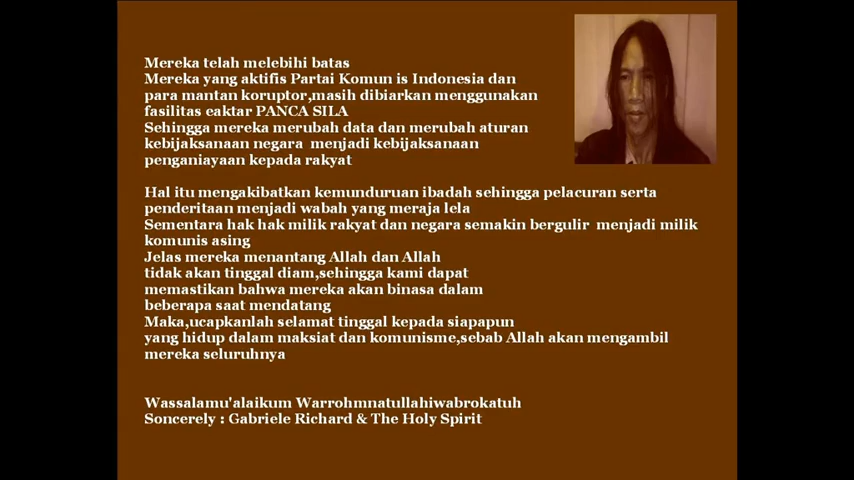 Mereka telah melebihi batas
Mereka yang aktifis Partai Komun is Indonesia dan
para mantan koruptor,masih dibiarkan menggunakan
fasilitas eaktar PANCA SILA
Sehingga mereka merubah data dan merubah aturan
kebijaksanaan negara  menjadi kebijaksanaan
penganiayaan kepada rakyat
Hal itu mengakibatkan kemunduruan ibadah sehingga pelacuran serta
penderitaan menjadi wabah yang meraja lela
Sementara hak hak milik rakyat dan negara semakin bergulir  menjadi milik
komunis asing
Jelas mereka menantang Allah dan Allah
tidak akan tinggal diam,sehingga kami dapat
memastikan bahwa mereka akan binasa dalam
beberapa saat mendatang
Maka,ucapkanlah selamat tinggal kepada siapapun
yang hidup dalam maksiat dan komunisme,sebab Allah akan mengambil
mereka seluruhnya
Wassalamu'alaikum Warrohmnatullahiwabrokatuh
Soncerely : Gabriele Richard & The Holy Spirit